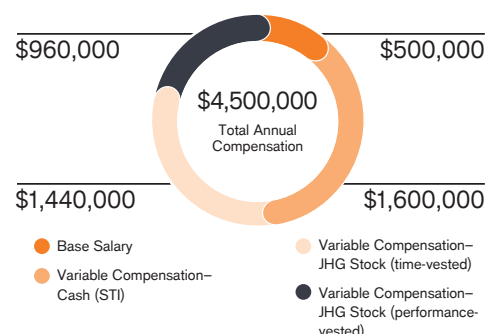 $960,000
$500,000
$4,500,000
Total Annual
Compensation
$1,440,000
$1,600,000
Base Salary
Variable Compensation–
Cash (STI)
Variable Compensation–
JHG Stock (time-vested)
Variable Compensation–
JHG Stock (performance-
vested)